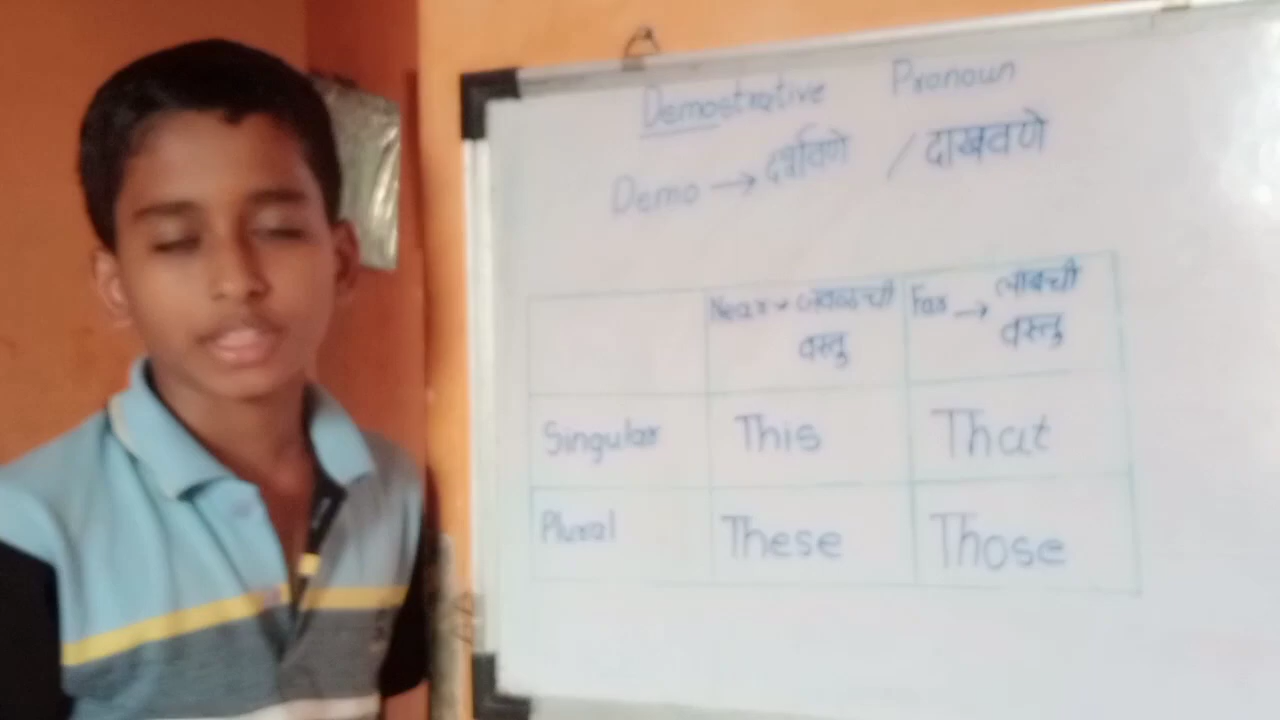 Demostrative Pronoun
Demo → दर्शविणे / दाखवणे
Near → जवळची वस्तु
Far → लांबची वस्तु
Singular This That
Plural These Those